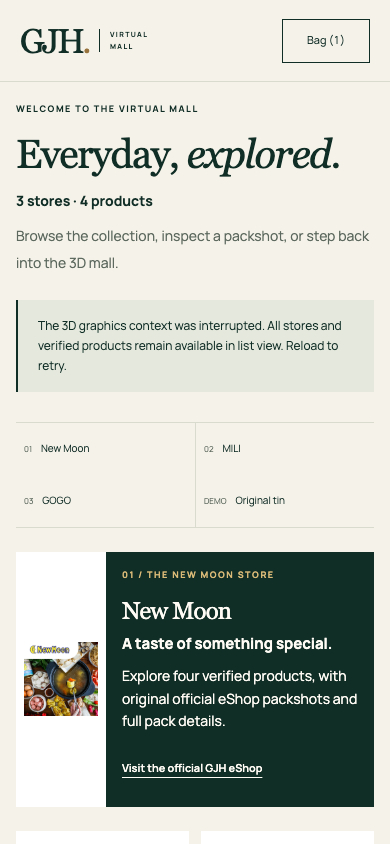 GJH.
VIRTUAL
MALL
Bag (1)
WELCOME TO THE VIRTUAL MALL
Everyday, explored.
3 stores · 4 products
Browse the collection, inspect a packshot, or step back
into the 3D mall.
The 3D graphics context was interrupted. All stores and
verified products remain available in list view. Reload to
retry.
01 New Moon
02 MILI
03 GOGO
DEMO Original tin
01 / THE NEW MOON STORE
New Moon
A taste of something special.
Explore four verified products, with
original official eShop packshots and
full pack details.
Visit the official GJH eShop
New Moon